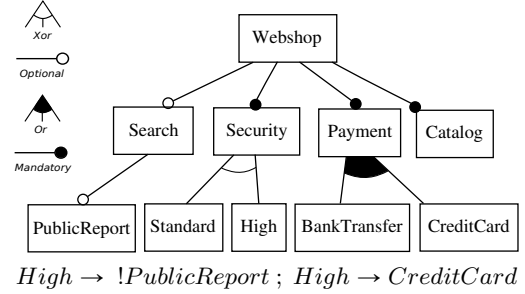 Xor
Optional
Or
Mandatory
Webshop
Search Security Payment Catalog
PublicReport Standard High BankTransfer CreditCard
High → !PublicReport ; High → CreditCard